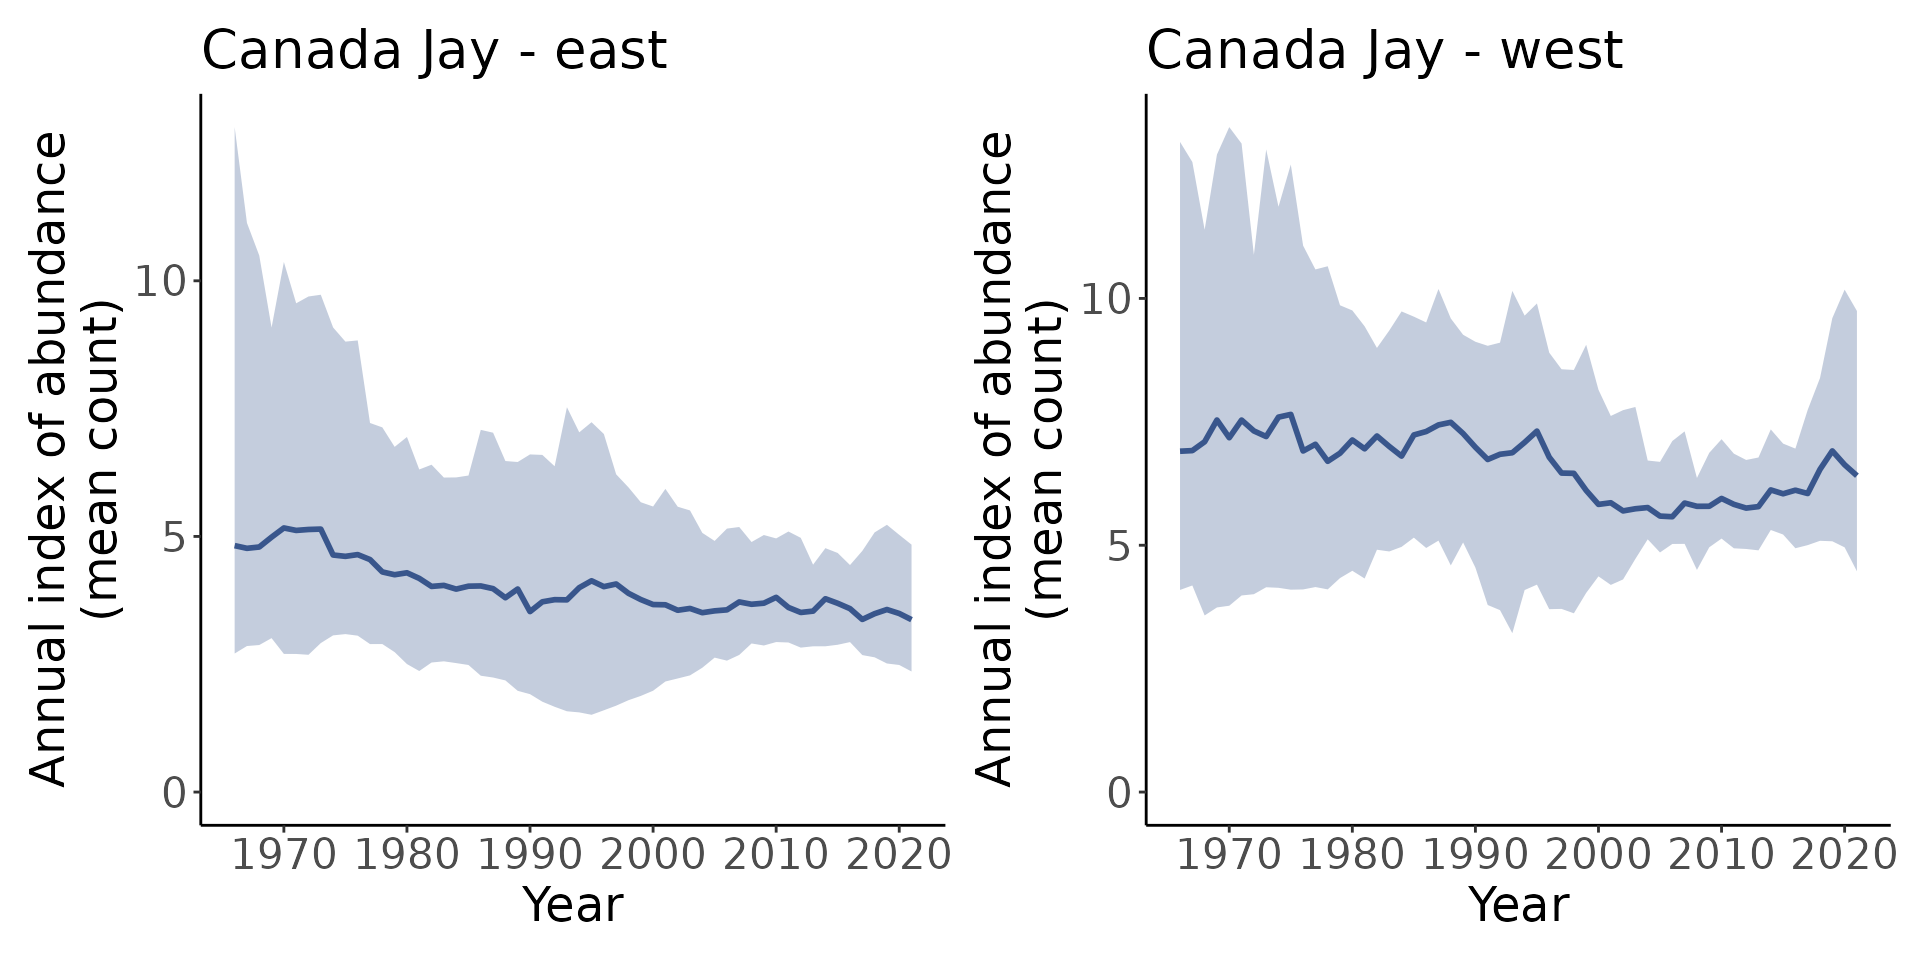 Canada Jay - east
Annual index of abundance
(mean count)
10
5
0
1970 1980 1990 2000 2010 2020
Year
Canada Jay - west
Annual index of abundance
(mean count)
10
5
0
1970 1980 1990 2000 2010 2020
Year